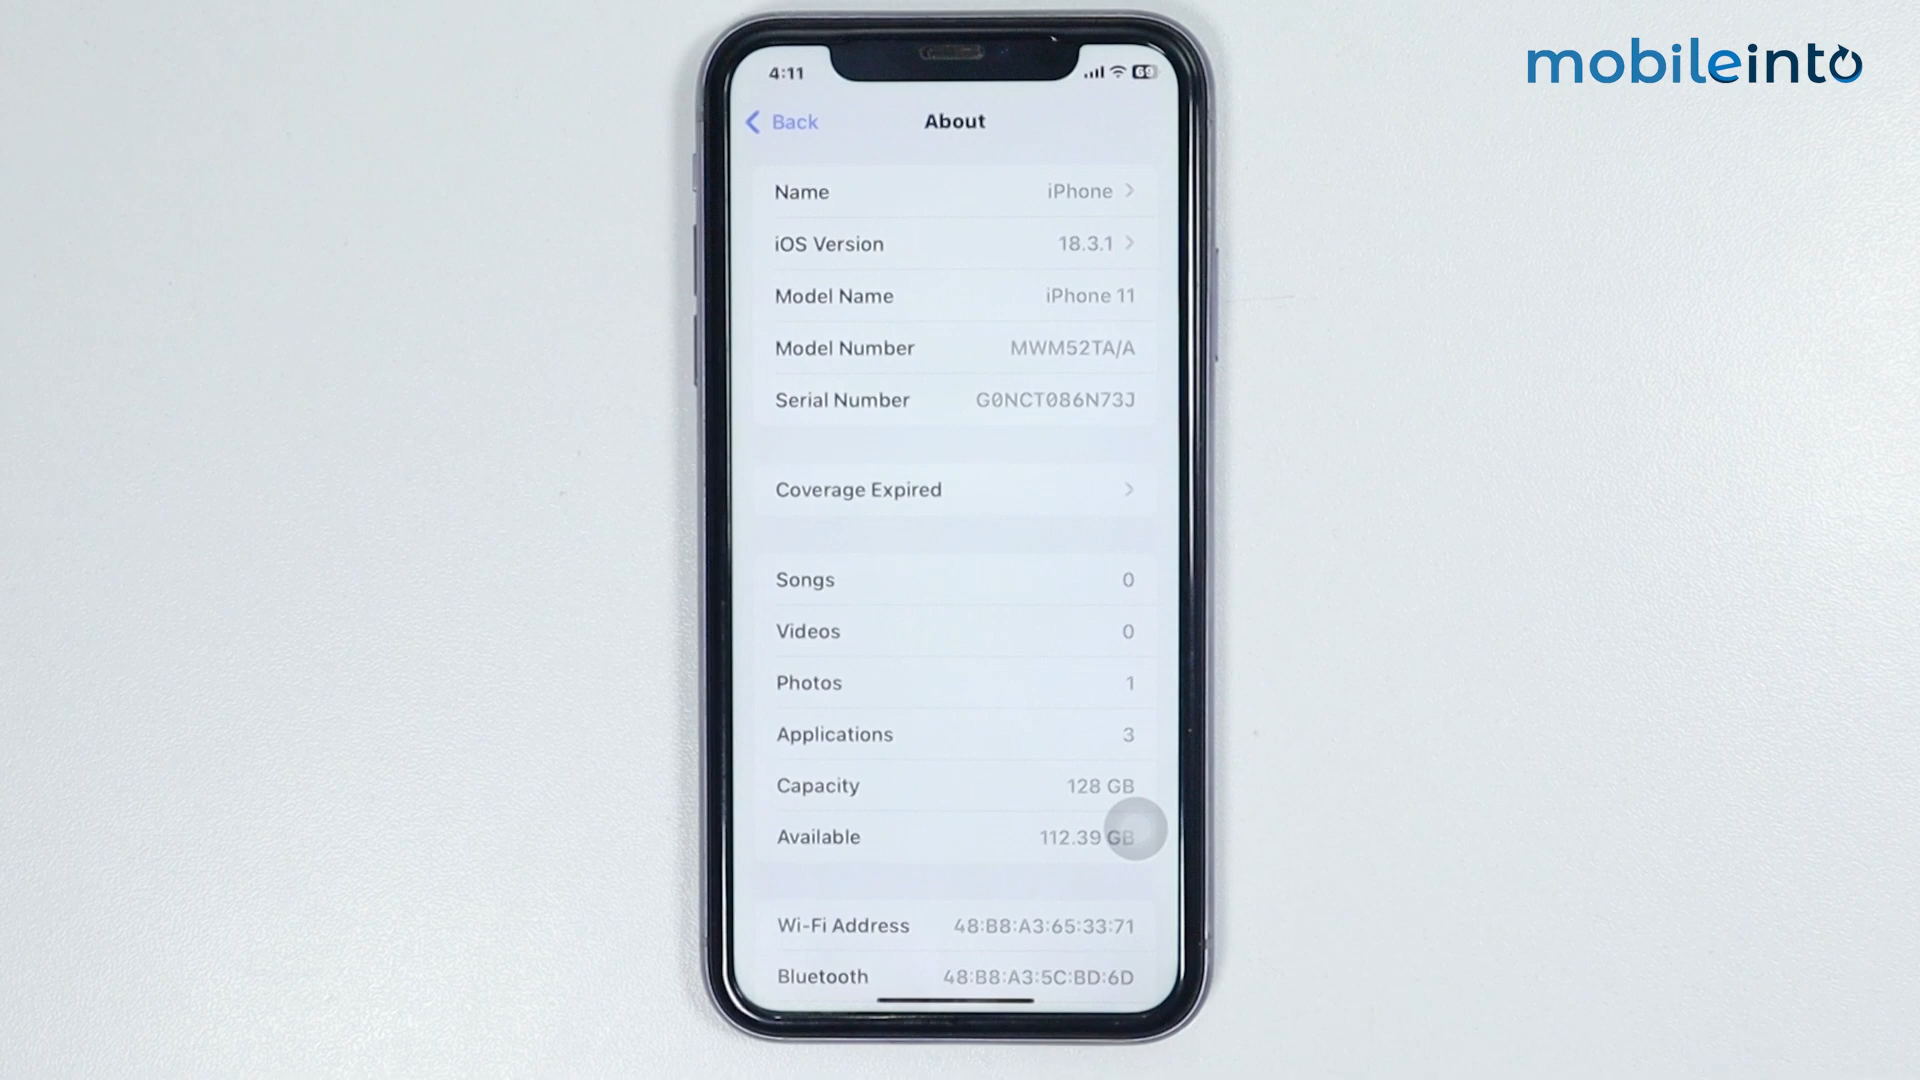 mobileinto
4:11 69
Back About
Name iPhone
iOS Version 18.3.1
Model Name iPhone 11
Model Number MWM52TA/A
Serial Number G0NCT086N73J
Coverage Expired
Songs 0
Videos 0
Photos 1
Applications 3
Capacity 128 GB
Available 112.39 GB
Wi-Fi Address 48:B8:A3:65:33:71
Bluetooth 48:B8:A3:5C:BD:6D